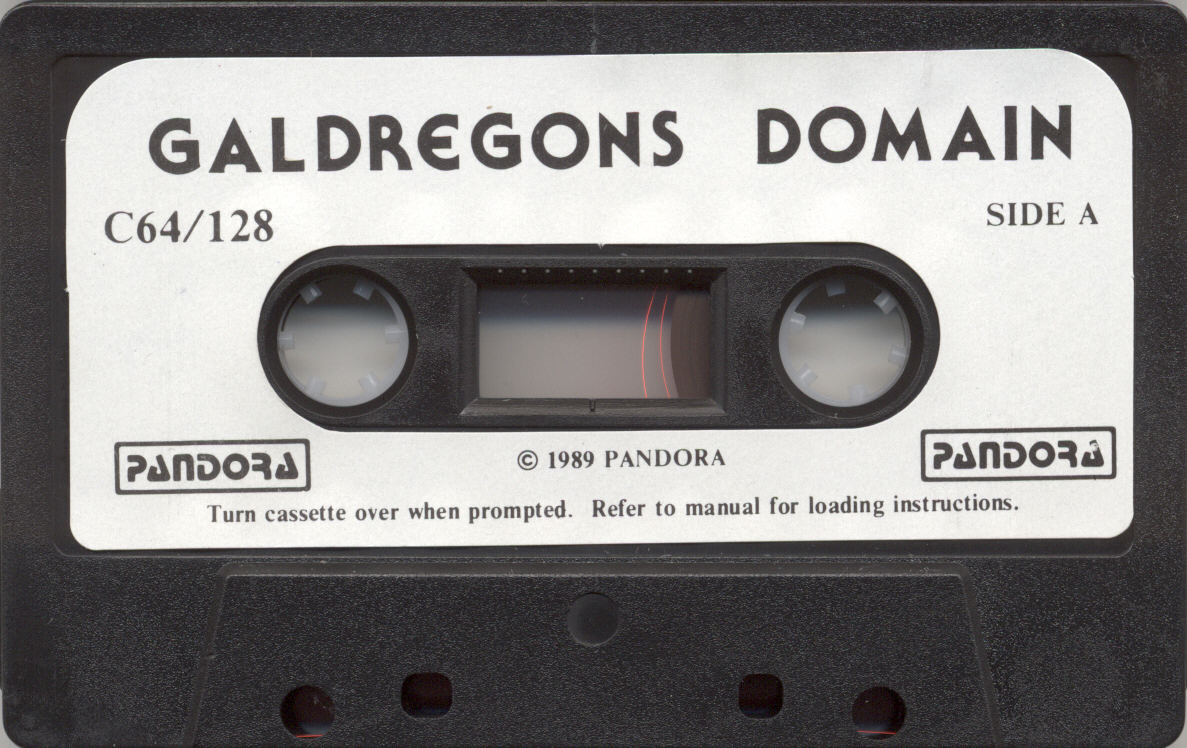 GALDREGONS DOMAIN
C64/128
SIDE A
PANDORA
© 1989 PANDORA
PANDORA
Turn cassette over when prompted. Refer to manual for loading instructions.